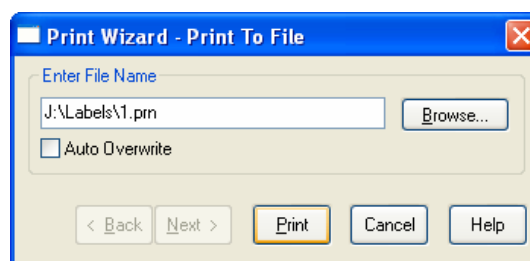 Print Wizard - Print To File
Enter File Name
J:\Labels\1.prn
Browse...
Auto Overwrite
< Back Next > Print Cancel Help